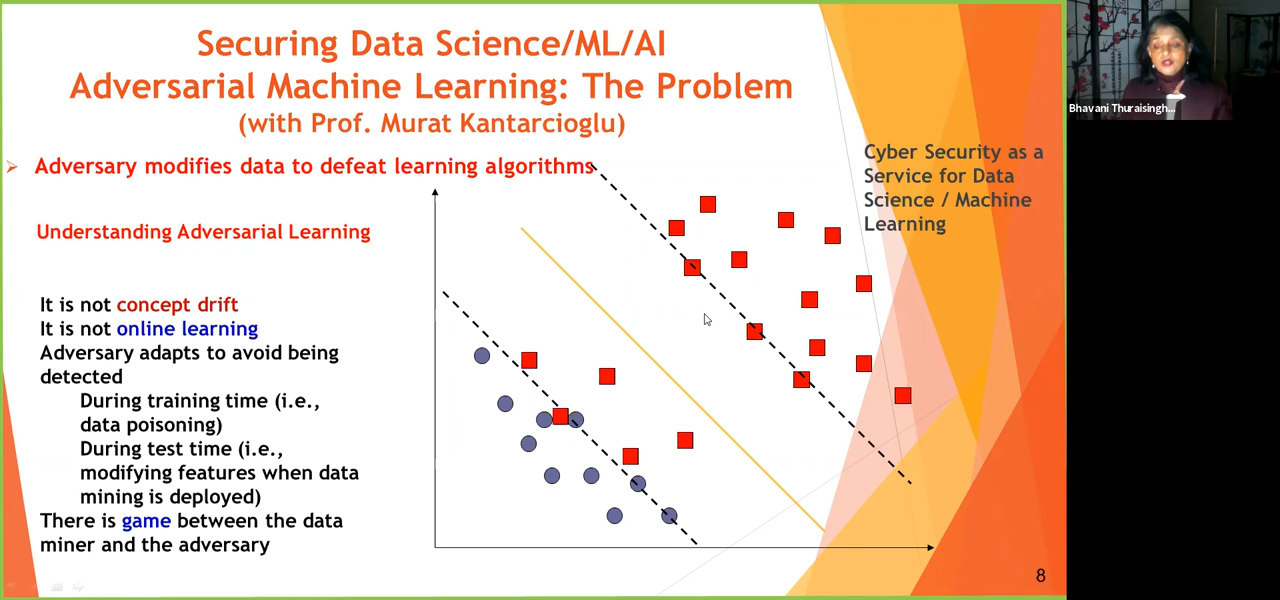 Securing Data Science/ML/AI
Adversarial Machine Learning: The Problem
(with Prof. Murat Kantarcioglu)
Adversary modifies data to defeat learning algorithms
Understanding Adversarial Learning
It is not concept drift
It is not online learning
Adversary adapts to avoid being
detected
During training time (i.e.,
data poisoning)
During test time (i.e.,
modifying features when data
mining is deployed)
There is game between the data
miner and the adversary
Cyber Security as a
Service for Data
Science / Machine
Learning
8
Bhavani Thuraisingh...